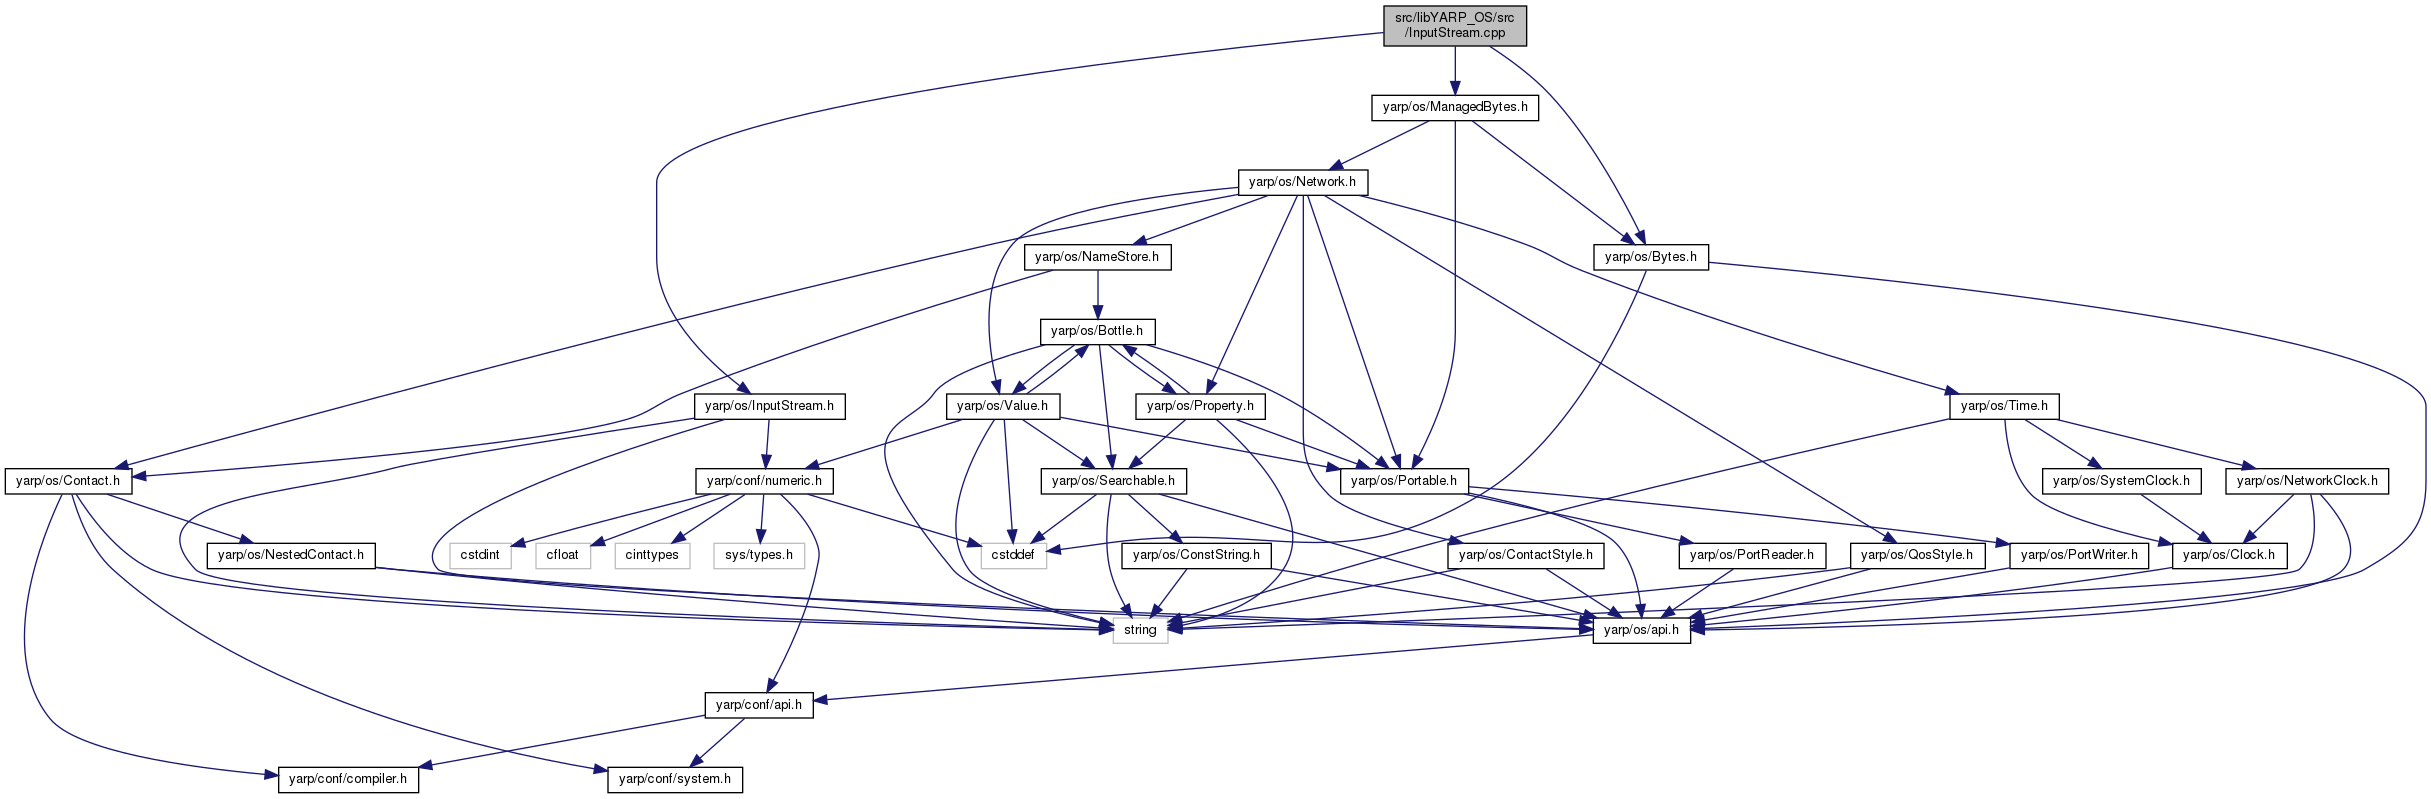 src/libYARP_OS/src
/InputStream.cpp
yarp/os/ManagedBytes.h
yarp/os/Network.h
yarp/os/NameStore.h
yarp/os/Bytes.h
yarp/os/Bottle.h
yarp/os/InputStream.h
yarp/os/Value.h
yarp/os/Property.h
yarp/os/Time.h
yarp/os/Contact.h
yarp/conf/numeric.h
yarp/os/Searchable.h
yarp/os/Portable.h
yarp/os/SystemClock.h
yarp/os/NetworkClock.h
yarp/os/NestedContact.h
cstdint
cfloat
cinttypes
sys/types.h
cstddef
yarp/os/ConstString.h
yarp/os/ContactStyle.h
yarp/os/PortReader.h
yarp/os/QosStyle.h
yarp/os/PortWriter.h
yarp/os/Clock.h
string
yarp/os/api.h
yarp/conf/api.h
yarp/conf/compiler.h
yarp/conf/system.h